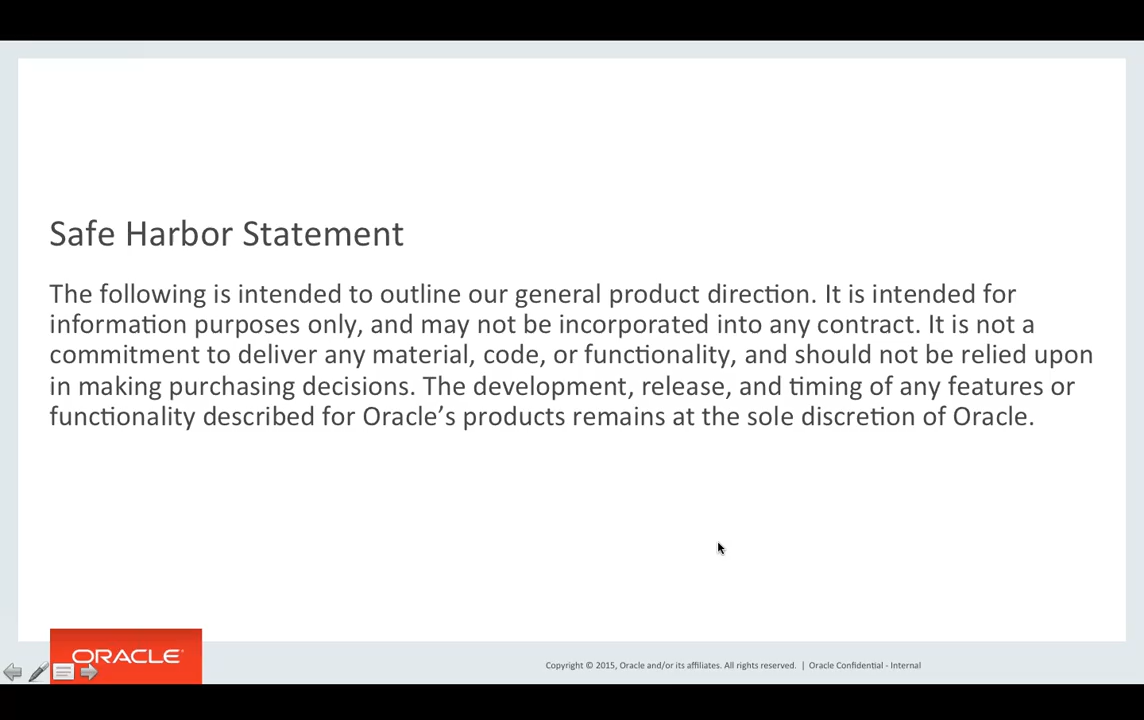 Safe Harbor Statement
The following is intended to outline our general product direction. It is intended for
information purposes only, and may not be incorporated into any contract. It is not a
commitment to deliver any material, code, or functionality, and should not be relied upon
in making purchasing decisions. The development, release, and timing of any features or
functionality described for Oracle’s products remains at the sole discretion of Oracle.
ORACLE®
Copyright © 2015, Oracle and/or its affiliates. All rights reserved. | Oracle Confidential - Internal